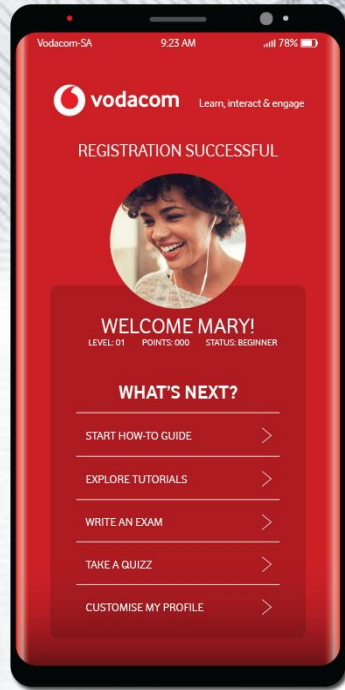 Vodacom-SA 9:23 AM 78%
vodacom Learn, interact & engage
REGISTRATION SUCCESSFUL
WELCOME MARY!
LEVEL: 01 POINTS: 000 STATUS: BEGINNER
WHAT'S NEXT?
START HOW-TO GUIDE
EXPLORE TUTORIALS
WRITE AN EXAM
TAKE A QUIZZ
CUSTOMISE MY PROFILE